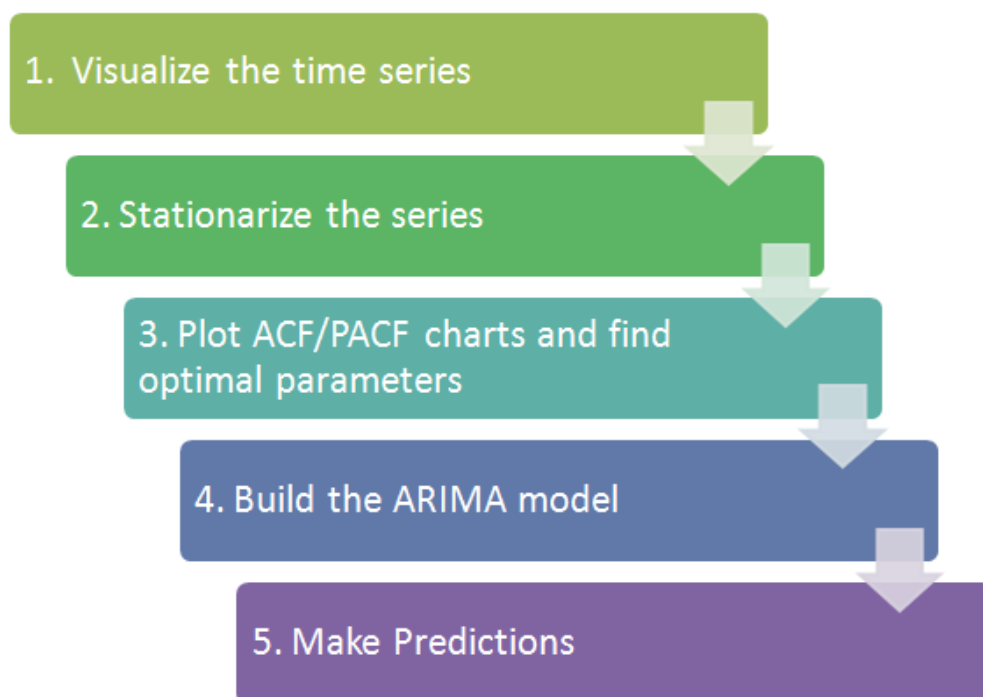 1. Visualize the time series
2. Stationarize the series
3. Plot ACF/PACF charts and find
optimal parameters
4. Build the ARIMA model
5. Make Predictions